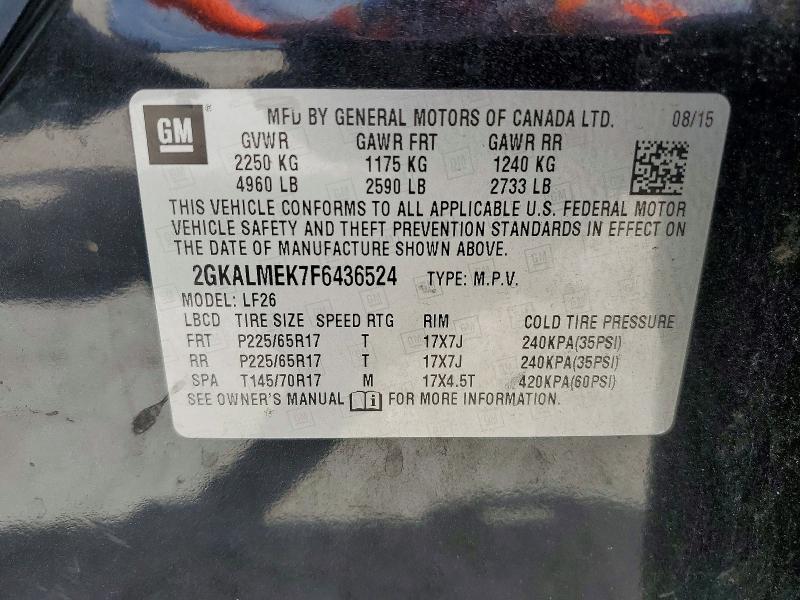 GM ® MFD BY GENERAL MOTORS OF CANADA LTD. 08/15
GVWR GAWR FRT GAWR RR
2250 KG 1175 KG 1240 KG
4960 LB 2590 LB 2733 LB
THIS VEHICLE CONFORMS TO ALL APPLICABLE U.S. FEDERAL MOTOR
VEHICLE SAFETY AND THEFT PREVENTION STANDARDS IN EFFECT ON
THE DATE OF MANUFACTURE SHOWN ABOVE.
2GKALMEK7F6436524 TYPE: M.P.V.
MODEL: LF26
LBCD TIRE SIZE SPEED RTG RIM COLD TIRE PRESSURE
FRT P225/65R17 T 17X7J 240KPA(35PSI)
RR P225/65R17 T 17X7J 240KPA(35PSI)
SPA T145/70R17 M 17X4.5T 420KPA(60PSI)
SEE OWNER'S MANUAL FOR MORE INFORMATION.